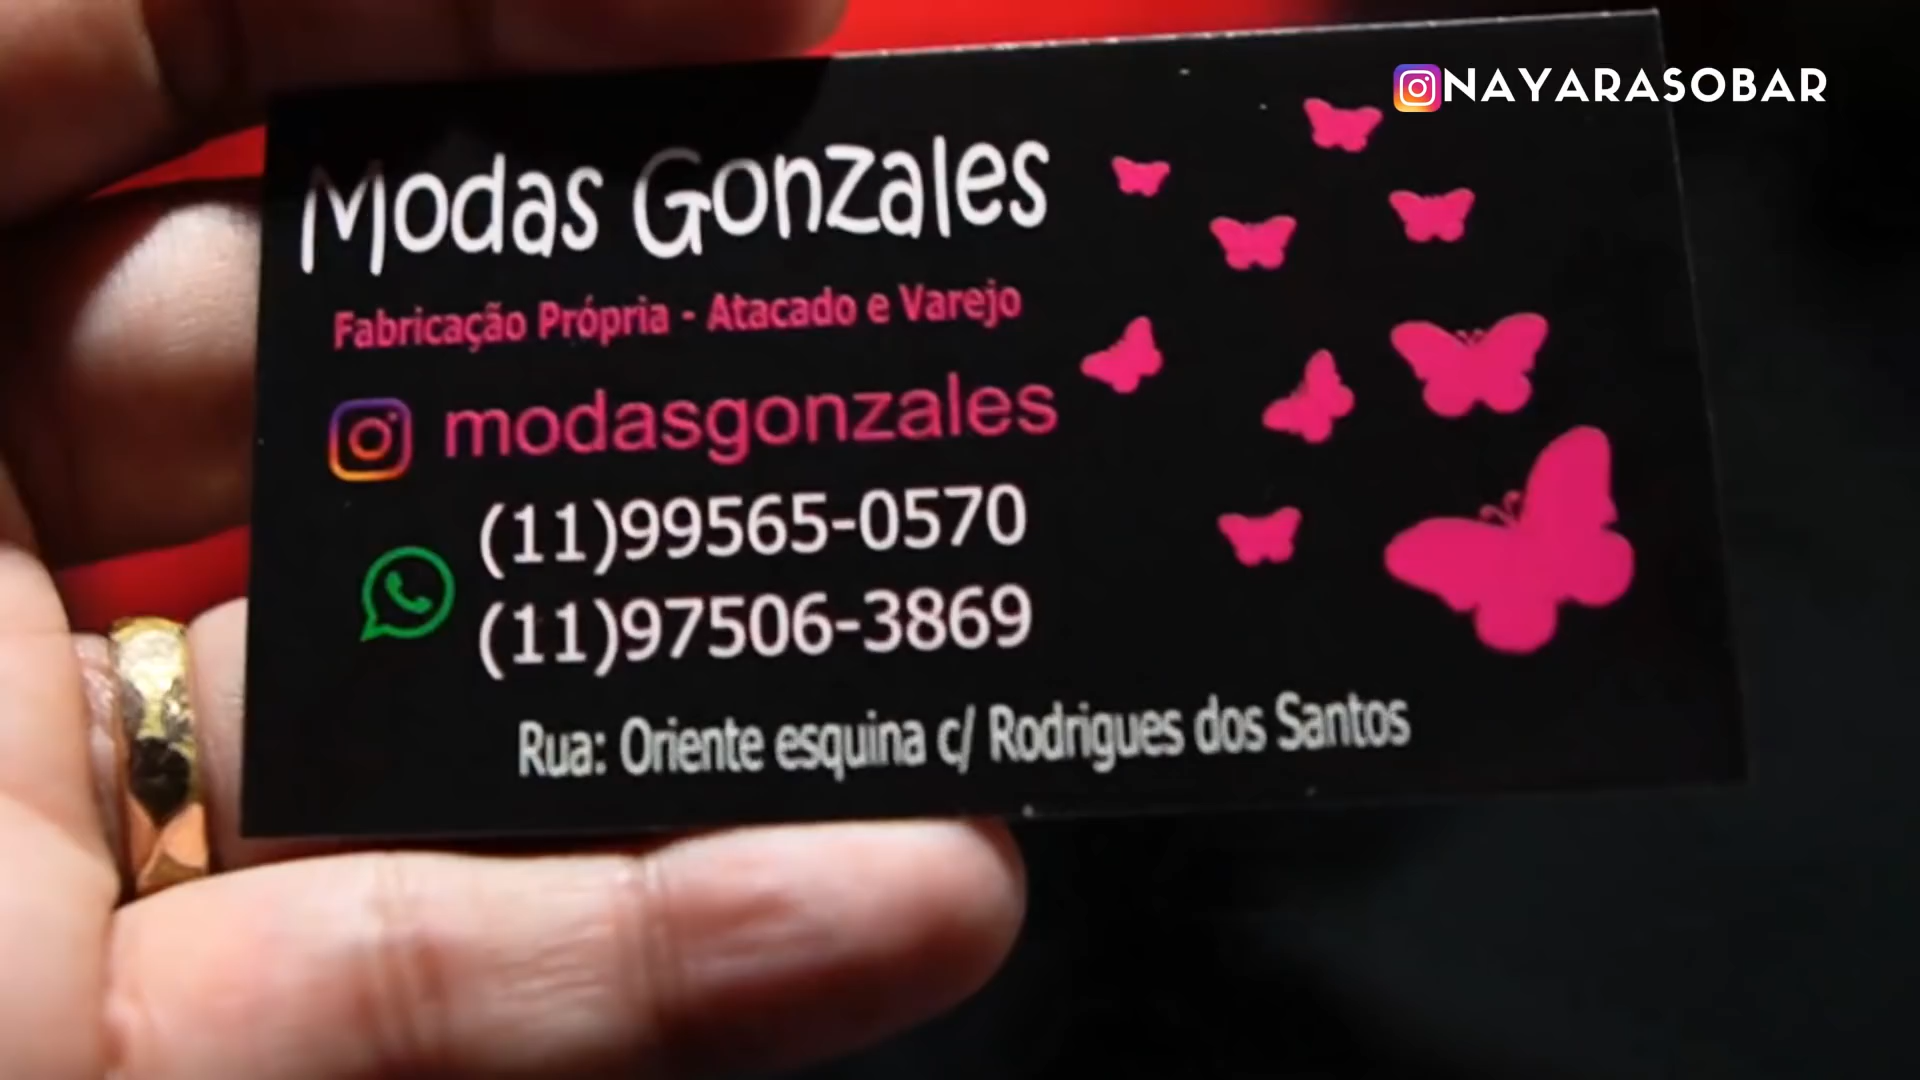 NAYARASOBAR
Modas Gonzales
Fabricação Própria - Atacado e Varejo
modasgonzales
(11)99565-0570
(11)97506-3869
Rua: Oriente esquina c/ Rodrigues dos Santos